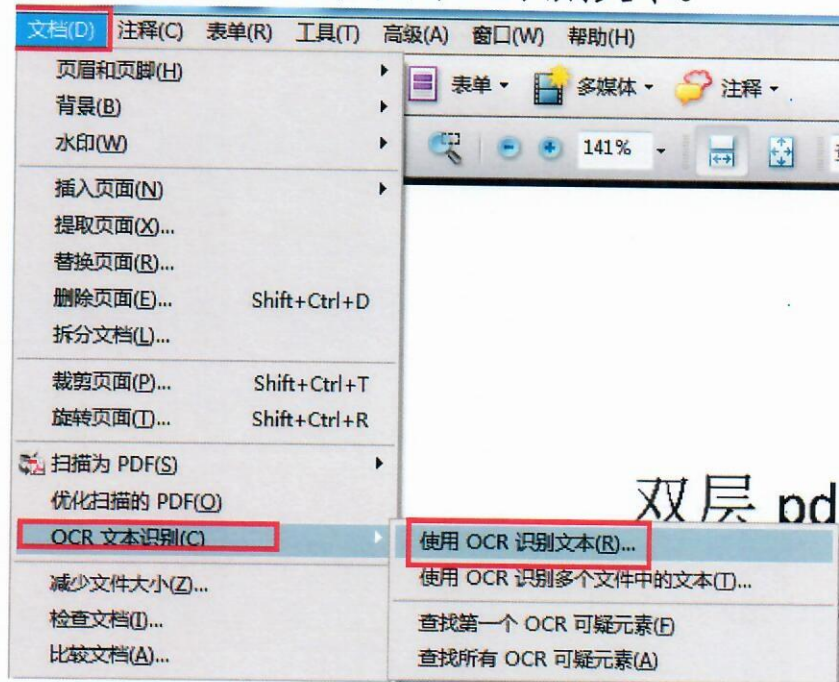 文档(D) 注释(C) 表单(R) 工具(T) 高级(A) 窗口(W) 帮助(H)
页眉和页脚(H)
背景(B)
水印(W)
插入页面(N)
提取页面(X)...
替换页面(R)...
删除页面(E)... Shift+Ctrl+D
拆分文档(L)...
裁剪页面(P)... Shift+Ctrl+T
旋转页面(T)... Shift+Ctrl+R
扫描为 PDF(S)
优化扫描的 PDF(O)
OCR 文本识别(C)
减少文件大小(Z)...
检查文档(I)...
比较文档(A)...
表单 多媒体 注释
141%
双层 pd
使用 OCR 识别文本(R)...
使用 OCR 识别多个文件中的文本(T)...
查找第一个 OCR 可疑元素(F)
查找所有 OCR 可疑元素(A)